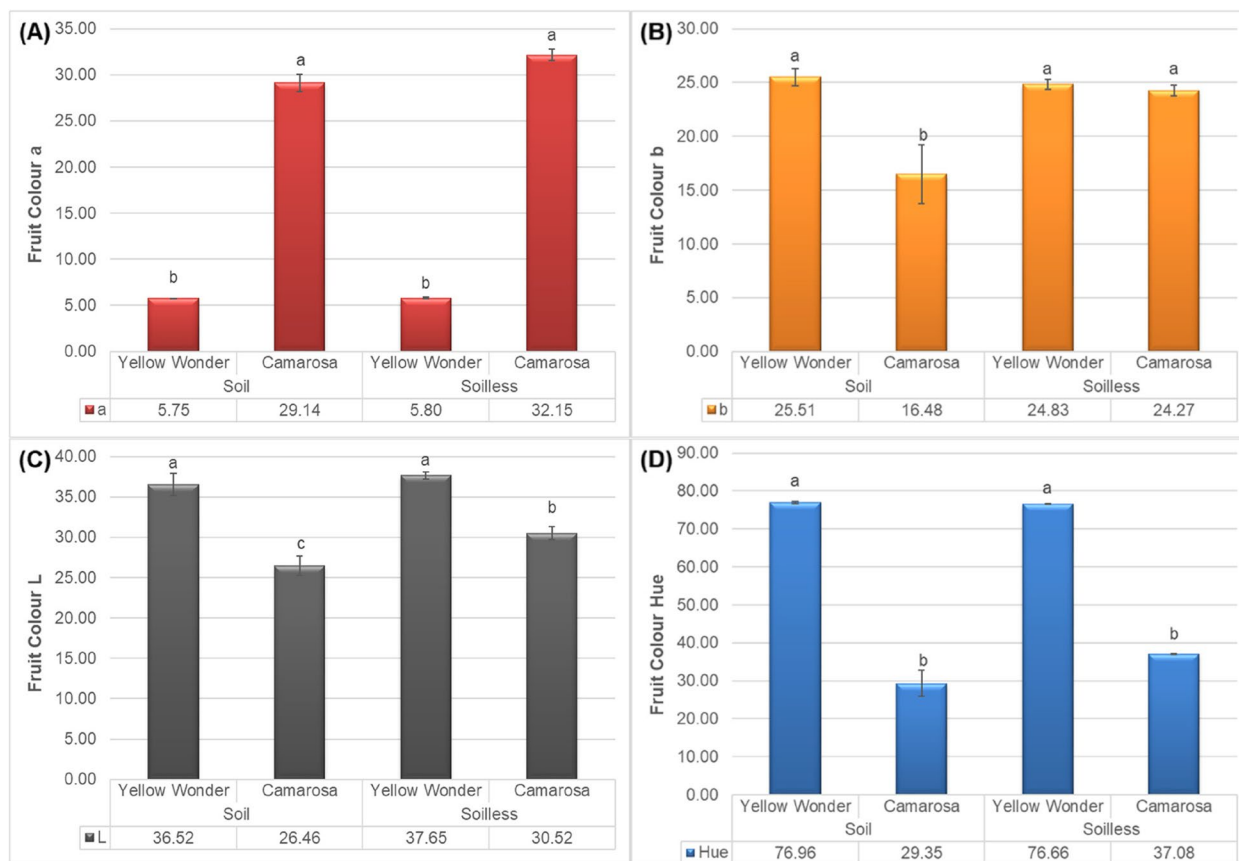 (A)
Fruit Colour a
35.00
30.00
25.00
20.00
15.00
10.00
5.00
0.00
b
a
b
a
Yellow Wonder Camarosa Yellow Wonder Camarosa
Soil Soilless
a 5.75 29.14 5.80 32.15
(B)
Fruit Colour b
30.00
25.00
20.00
15.00
10.00
5.00
0.00
a
b
a
a
Yellow Wonder Camarosa Yellow Wonder Camarosa
Soil Soilless
b 25.51 16.48 24.83 24.27
(C)
Fruit Colour L
40.00
35.00
30.00
25.00
20.00
15.00
10.00
5.00
0.00
a
c
a
b
Yellow Wonder Camarosa Yellow Wonder Camarosa
Soil Soilless
L 36.52 26.46 37.65 30.52
(D)
Fruit Colour Hue
90.00
80.00
70.00
60.00
50.00
40.00
30.00
20.00
10.00
0.00
a
b
a
b
Yellow Wonder Camarosa Yellow Wonder Camarosa
Soil Soilless
Hue 76.96 29.35 76.66 37.08